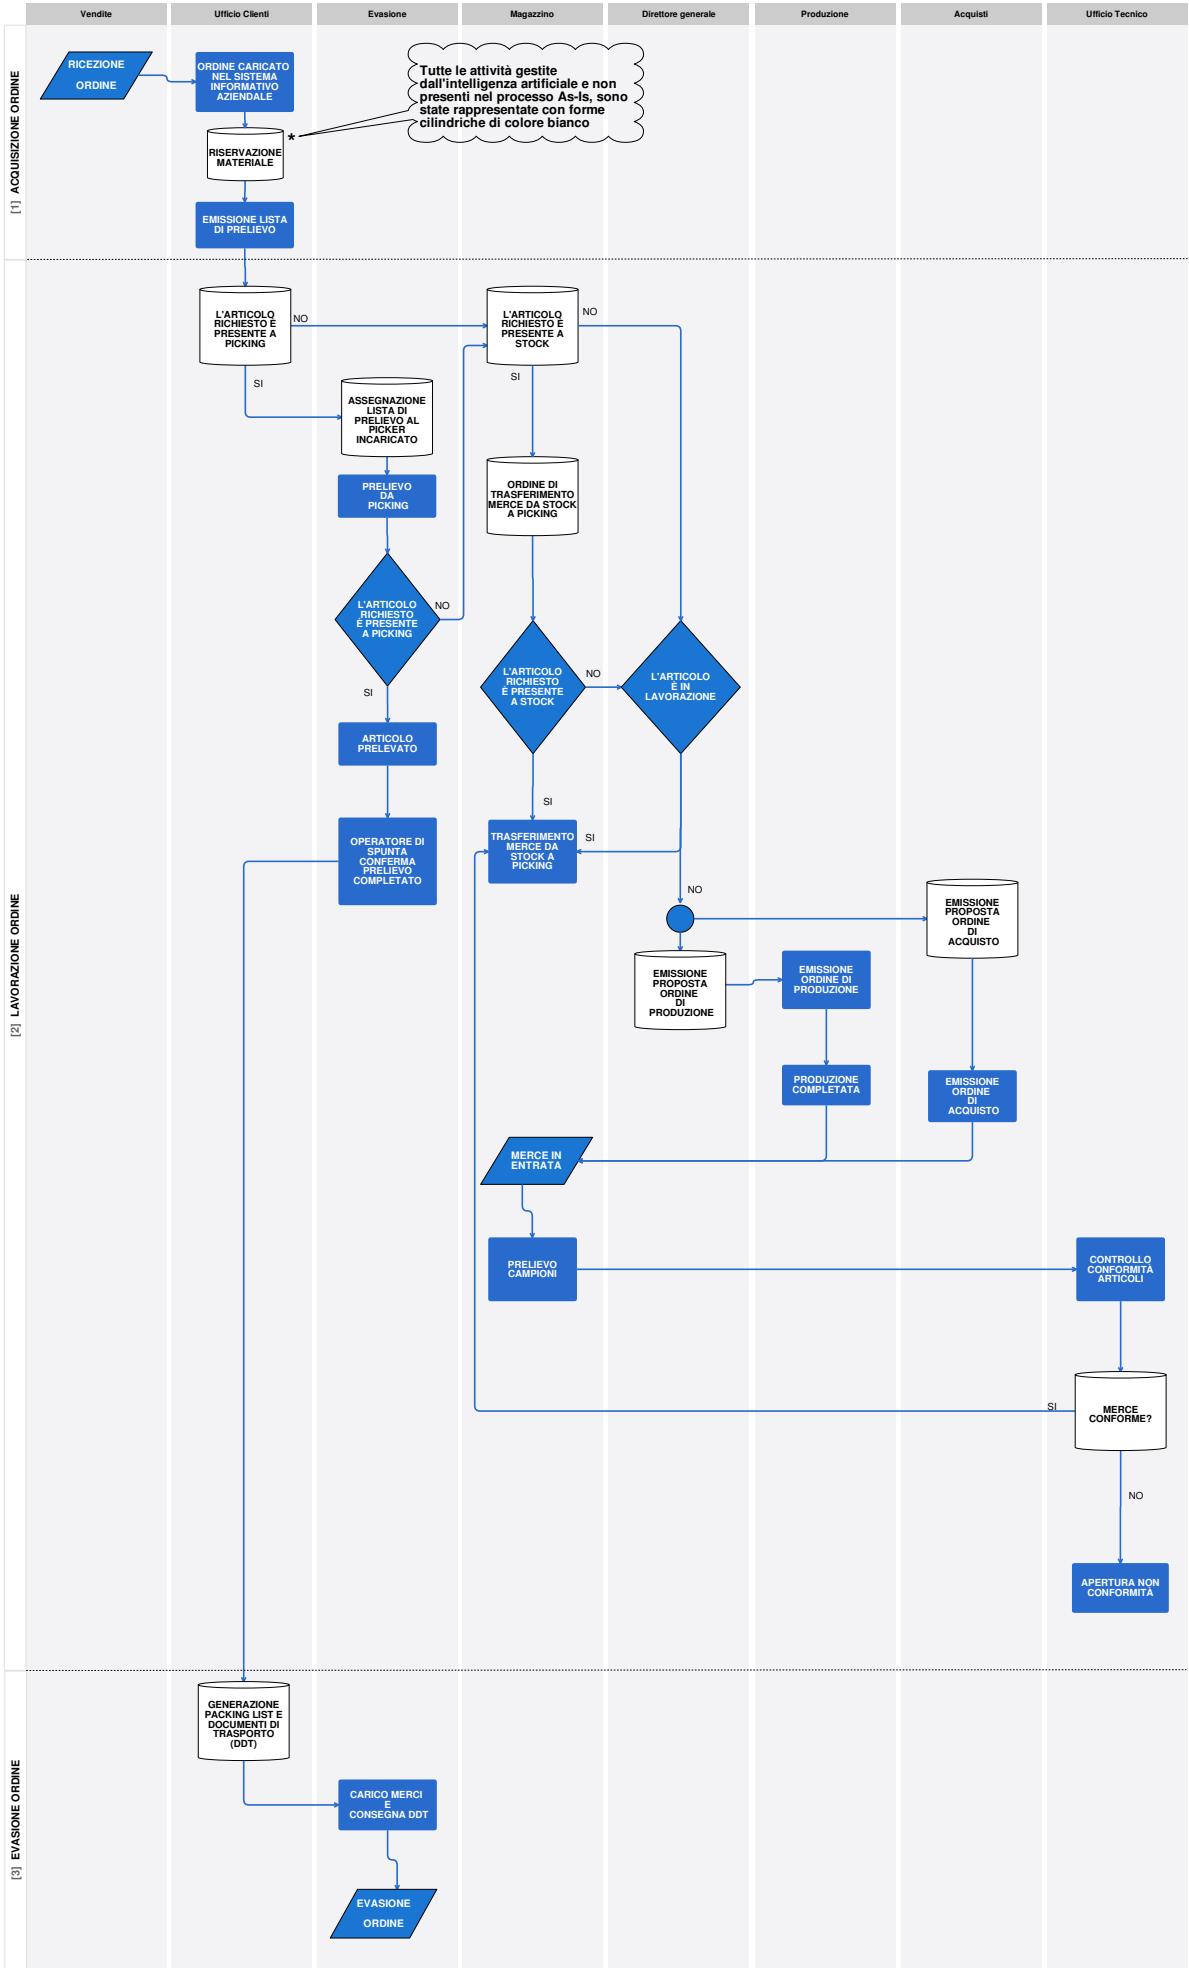 Vendite
Ufficio Clienti
Evasione
Magazzino
Direttore generale
Produzione
Acquisti
Ufficio Tecnico
[1] ACQUISIZIONE ORDINE
RICEZIONE
ORDINE
ORDINE CARICATO
NEL SISTEMA
INFORMATIVO
AZIENDALE
RISERVAZIONE
MATERIALE
*
Tutte le attività gestite
dall'intelligenza artificiale e non
presenti nel processo As-Is, sono
state rappresentate con forme
cilindriche di colore bianco
EMISSIONE LISTA
DI PRELIEVO
[2] LAVORAZIONE ORDINE
L'ARTICOLO
RICHIESTO È
PRESENTE A
PICKING
NO
SI
L'ARTICOLO
RICHIESTO È
PRESENTE A
STOCK
NO
SI
ASSEGNAZIONE
LISTA DI
PRELIEVO AL
PICKER
INCARICATO
PRELIEVO
DA
PICKING
ORDINE DI
TRASFERIMENTO
MERCE DA STOCK
A PICKING
L'ARTICOLO
RICHIESTO
È PRESENTE
A PICKING
NO
SI
L'ARTICOLO
RICHIESTO
È PRESENTE
A STOCK
NO
SI
L'ARTICOLO
È IN
LAVORAZIONE
ARTICOLO
PRELEVATO
OPERATORE DI
SPUNTA
CONFERMA
PRELIEVO
COMPLETATO
TRASFERIMENTO
MERCE DA
STOCK A
PICKING
SI
NO
EMISSIONE
PROPOSTA
ORDINE
DI
ACQUISTO
EMISSIONE
PROPOSTA
ORDINE
DI
PRODUZIONE
EMISSIONE
ORDINE DI
PRODUZIONE
PRODUZIONE
COMPLETATA
EMISSIONE
ORDINE
DI
ACQUISTO
MERCE IN
ENTRATA
PRELIEVO
CAMPIONI
CONTROLLO
CONFORMITÀ
ARTICOLI
SI
MERCE
CONFORME?
NO
APERTURA NON
CONFORMITÀ
[3] EVASIONE ORDINE
GENERAZIONE
PACKING LIST E
DOCUMENTI DI
TRASPORTO
(DDT)
CARICO MERCI
E
CONSEGNA DDT
EVASIONE
ORDINE